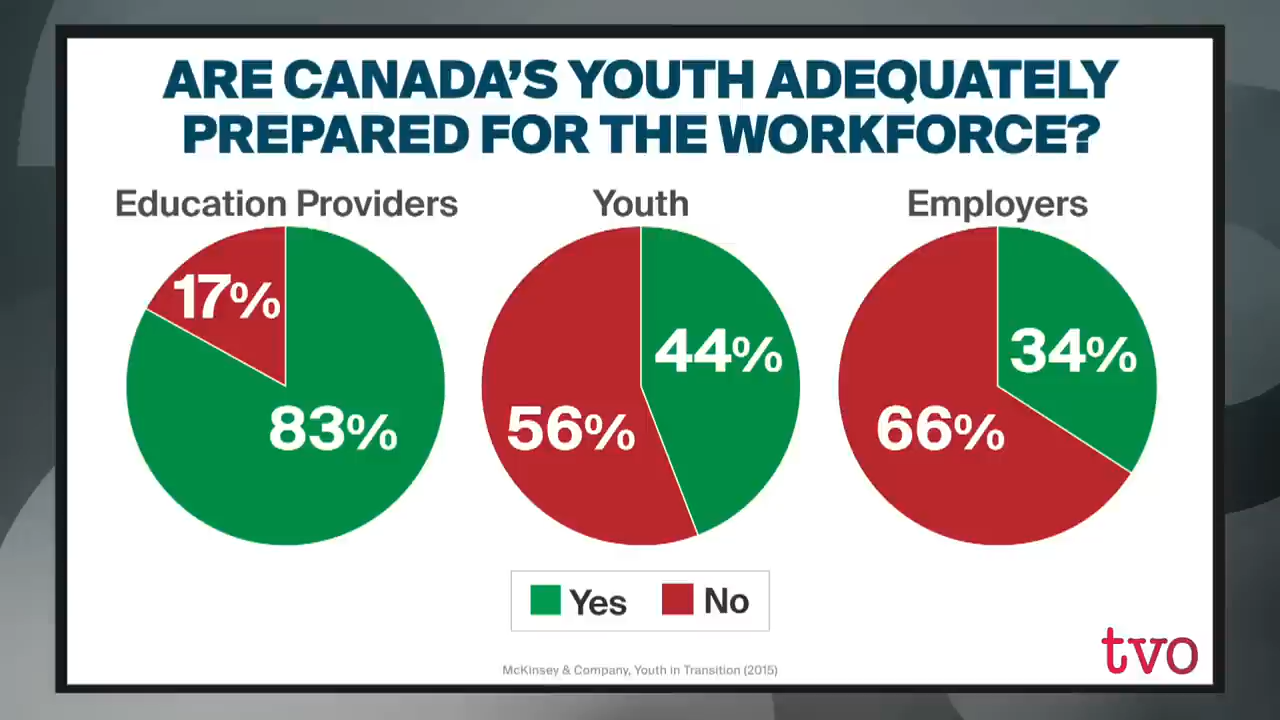 ARE CANADA'S YOUTH ADEQUATELY
PREPARED FOR THE WORKFORCE?
Education Providers
17%
83%
Youth
44%
56%
Employers
34%
66%
Yes
No
McKinsey & Company, Youth in Transition (2015)
tvo